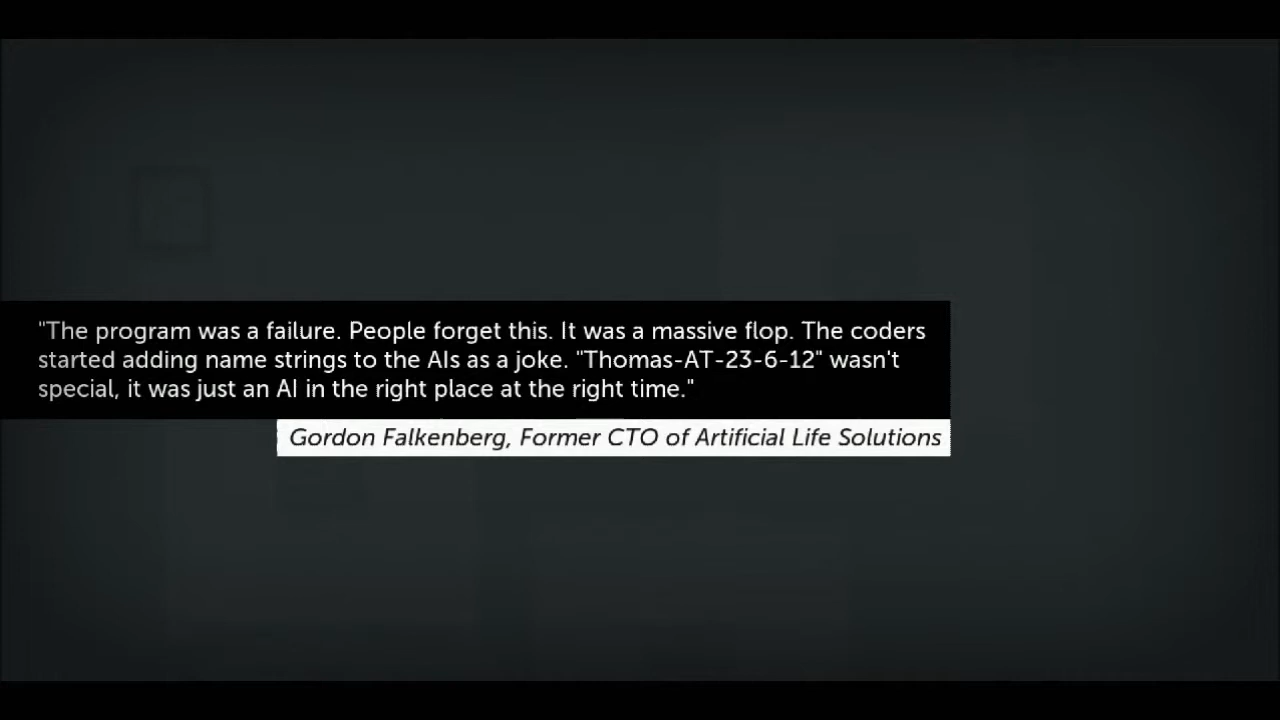 "The program was a failure. People forget this. It was a massive flop. The coders
started adding name strings to the AIs as a joke. "Thomas-AT-23-6-12" wasn't
special, it was just an AI in the right place at the right time."
Gordon Falkenberg, Former CTO of Artificial Life Solutions